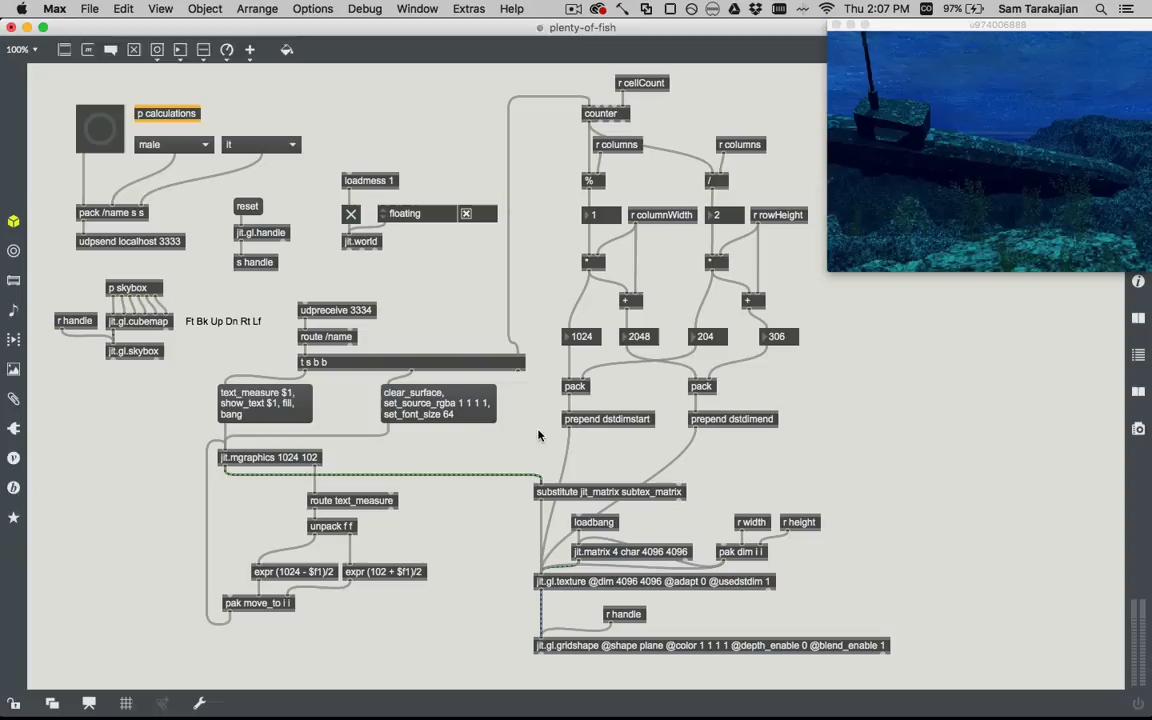 Max File Edit View Object Arrange Options Debug Window Extras Help 97% Thu 2:07 PM Sam Tarakajian
plenty-of-fish
u974006888
100%
r cellCount
p calculations
counter
male it
r columns r columns
loadmess 1
% /
reset
pack /name s s
floating
1 r columnWidth 2 r rowHeight
jit.gl.handle
udpsend localhost 3333
jit.world
s handle
* *
p skybox
+ +
udpreceive 3334
r handle jit.gl.cubemap Ft Bk Up Dn Rt Lf
route /name
1024 2048 204 306
jit.gl.skybox
t s b b
pack pack
text_measure $1,
show_text $1, fill,
bang
clear_surface,
set_source_rgba 1 1 1 1,
set_font_size 64
prepend dstdimstart prepend dstdimend
jit.mgraphics 1024 102
substitute jit_matrix subtex_matrix
route text_measure
unpack f f
loadbang r width r height
jit.matrix 4 char 4096 4096 pak dim i i
expr (1024 - $f1)/2 expr (102 + $f1)/2
jit.gl.texture @dim 4096 4096 @adapt 0 @usedstdim 1
pak move_to i i
r handle
jit.gl.gridshape @shape plane @color 1 1 1 1 @depth_enable 0 @blend_enable 1